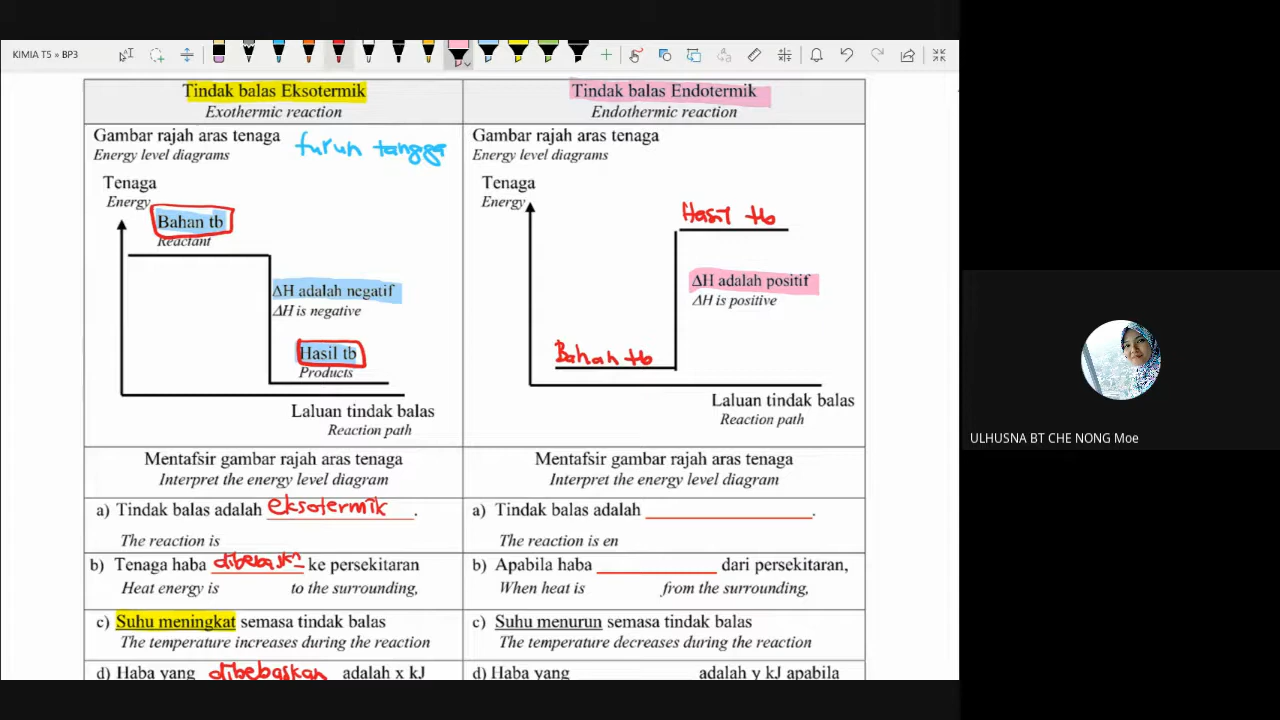 KIMIA T5 » BP3
Tindak balas Eksotermik
Exothermic reaction
Tindak balas Endotermik
Endothermic reaction
Gambar rajah aras tenaga
Energy level diagrams
turun tangga
Tenaga
Energy
Bahan tb
Reactant
ΔH adalah negatif
ΔH is negative
Hasil tb
Products
Laluan tindak balas
Reaction path
Gambar rajah aras tenaga
Energy level diagrams
Tenaga
Energy
Hasil tb
ΔH adalah positif
ΔH is positive
Bahan tb
Laluan tindak balas
Reaction path
Mentafsir gambar rajah aras tenaga
Interpret the energy level diagram
Mentafsir gambar rajah aras tenaga
Interpret the energy level diagram
a) Tindak balas adalah eksotermik .
The reaction is
a) Tindak balas adalah .
The reaction is en
b) Tenaga haba ke persekitaran
Heat energy is to the surrounding,
b) Apabila haba dari persekitaran,
When heat is from the surrounding,
c) Suhu meningkat semasa tindak balas
The temperature increases during the reaction
c) Suhu menurun semasa tindak balas
The temperature decreases during the reaction
d) Haba yang dibebaskan adalah x kJ
d) Haba yang adalah y kJ apabila
ULHUSNA BT CHE NONG Moe